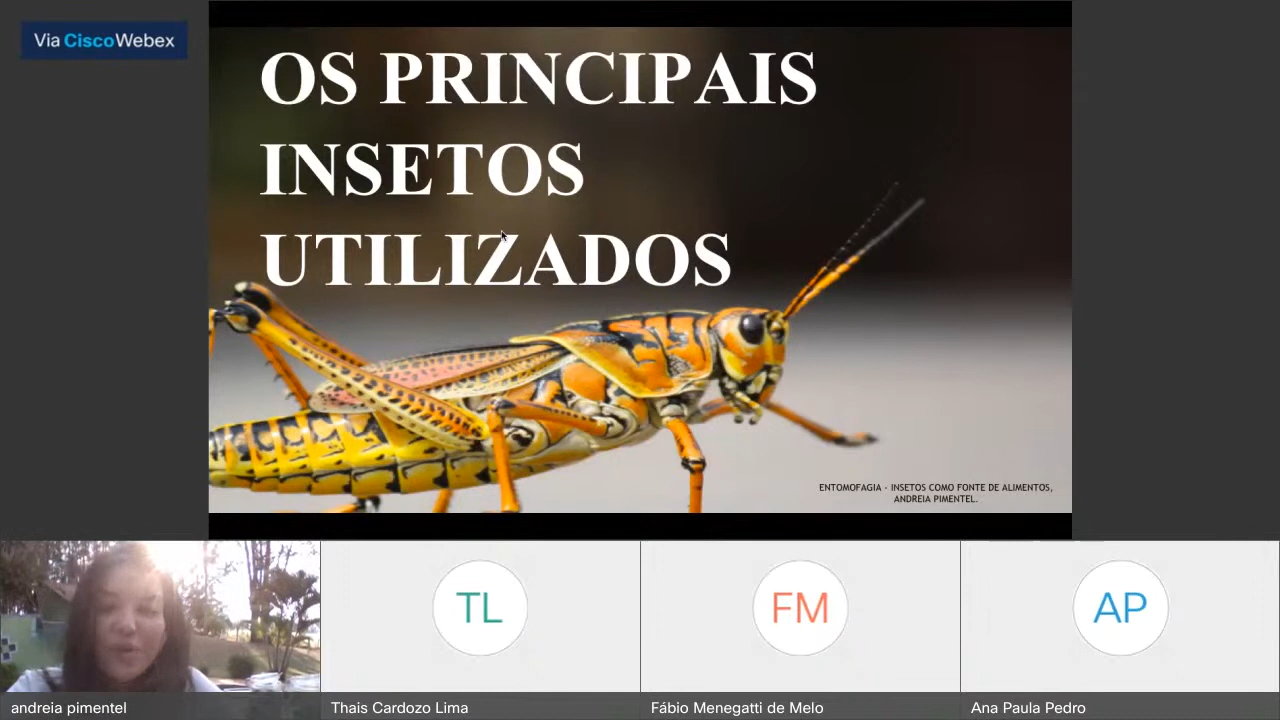 Via CiscoWebex
OS PRINCIPAIS
INSETOS
UTILIZADOS
ENTOMOFAGIA - INSETOS COMO FONTE DE ALIMENTOS,
ANDREIA PIMENTEL.
TL
FM
AP
andreia pimentel
Thais Cardozo Lima
Fábio Menegatti de Melo
Ana Paula Pedro